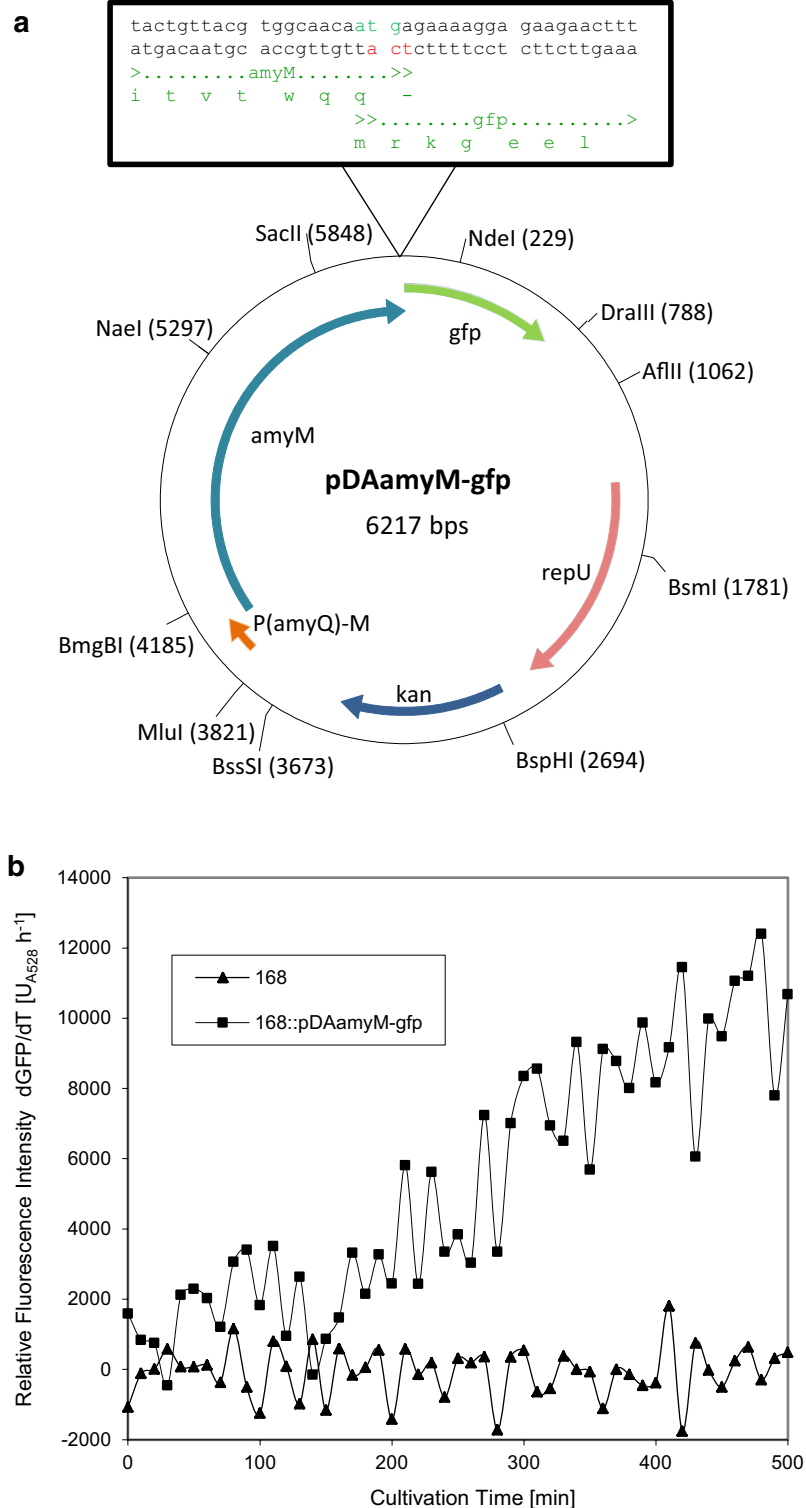 a
tactgttacg tggcaacaat gagaaaagga gaagaacttt
atgacaatgc accgttgtta ctcttttcct cttcttgaaa
>.........amyM........>>
i t v t w q q -
>>........gfp..........>
m r k g e e l
SacII (5848)
NdeI (229)
NaeI (5297)
DraIII (788)
gfp
AflII (1062)
amyM
pDAamyM-gfp
6217 bps
repU
BsmI (1781)
P(amyQ)-M
BmgBI (4185)
kan
MluI (3821)
BssSI (3673)
BspHI (2694)
b
Relative Fluorescence Intensity dGFP/dT [U_A528 h⁻¹]
14000
12000
10000
8000
6000
4000
2000
0
-2000
168
168::pDAamyM-gfp
0 100 200 300 400 500
Cultivation Time [min]